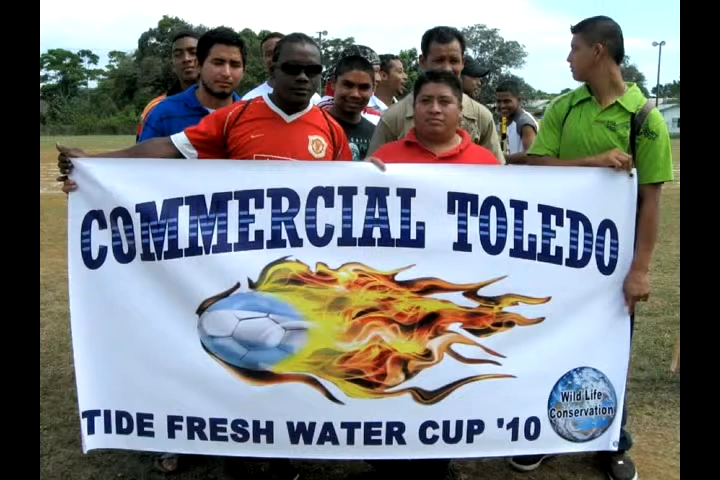 COMMERCIAL TOLEDO
Wild Life
Conservation
TIDE FRESH WATER CUP '10